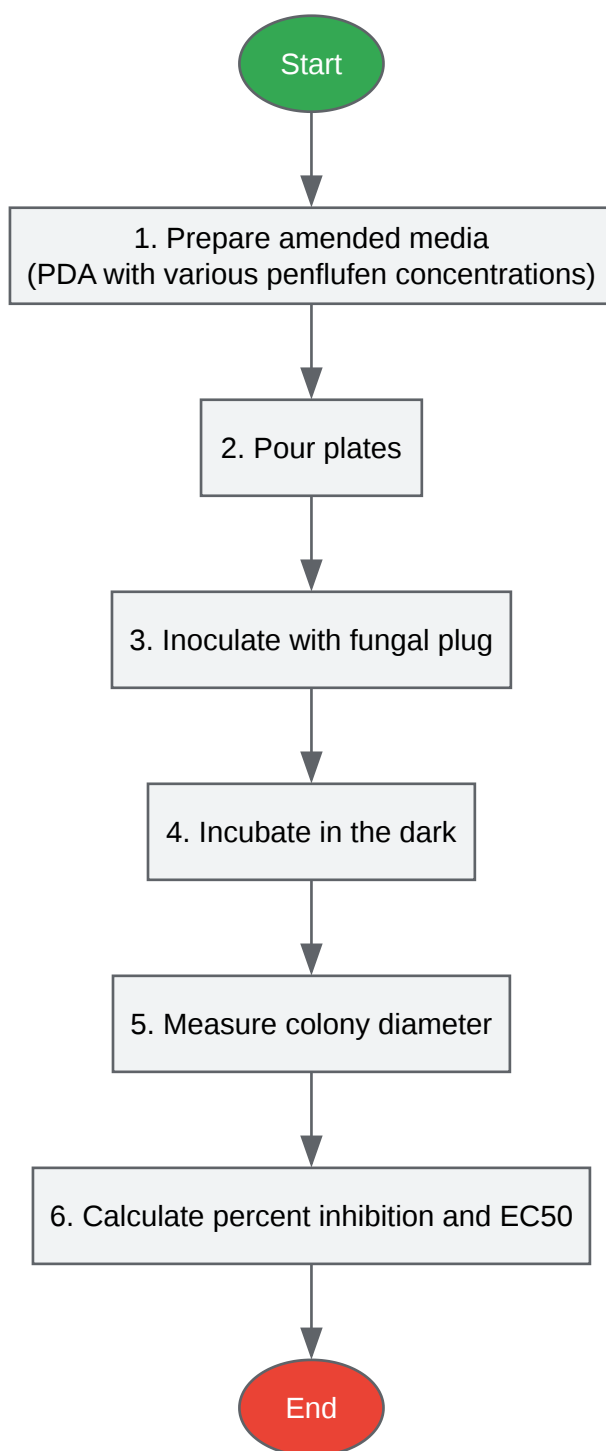 Start
1. Prepare amended media
(PDA with various penflufen concentrations)
2. Pour plates
3. Inoculate with fungal plug
4. Incubate in the dark
5. Measure colony diameter
6. Calculate percent inhibition and EC50
End